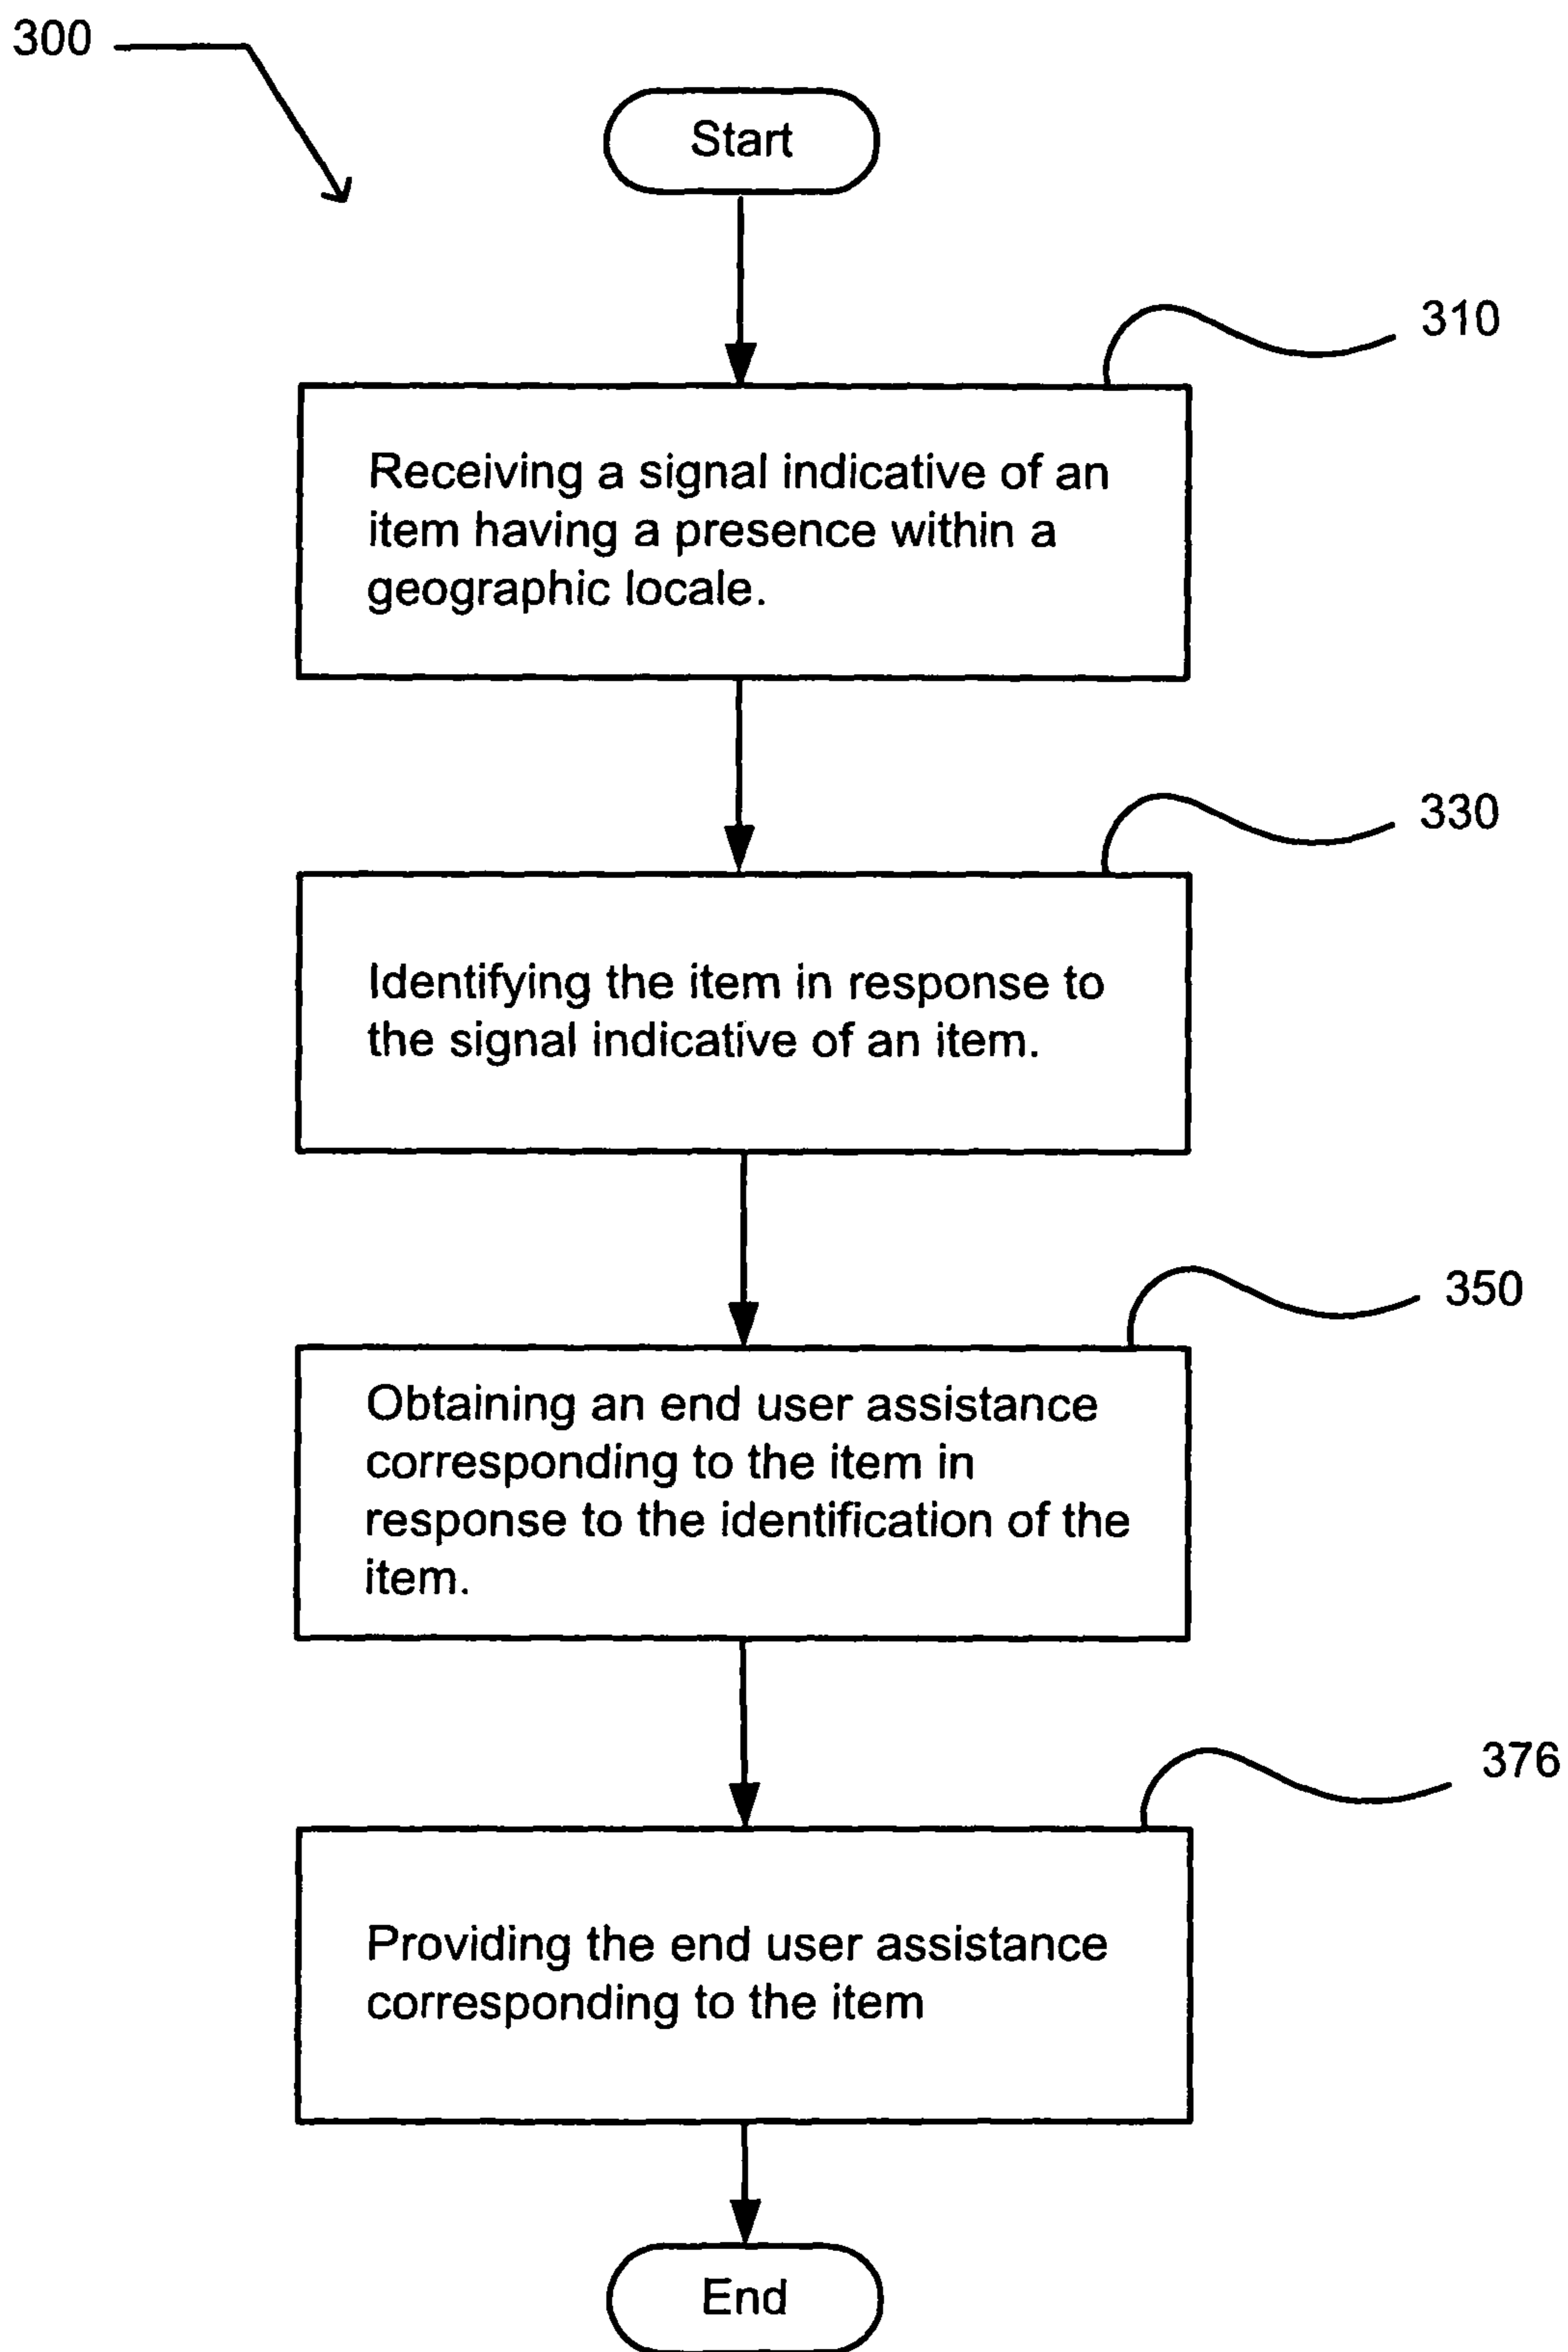 300
Start
310
Receiving a signal indicative of an
item having a presence within a
geographic locale.
330
Identifying the item in response to
the signal indicative of an item.
350
Obtaining an end user assistance
corresponding to the item in
response to the identification of the
item.
376
Providing the end user assistance
corresponding to the item
End